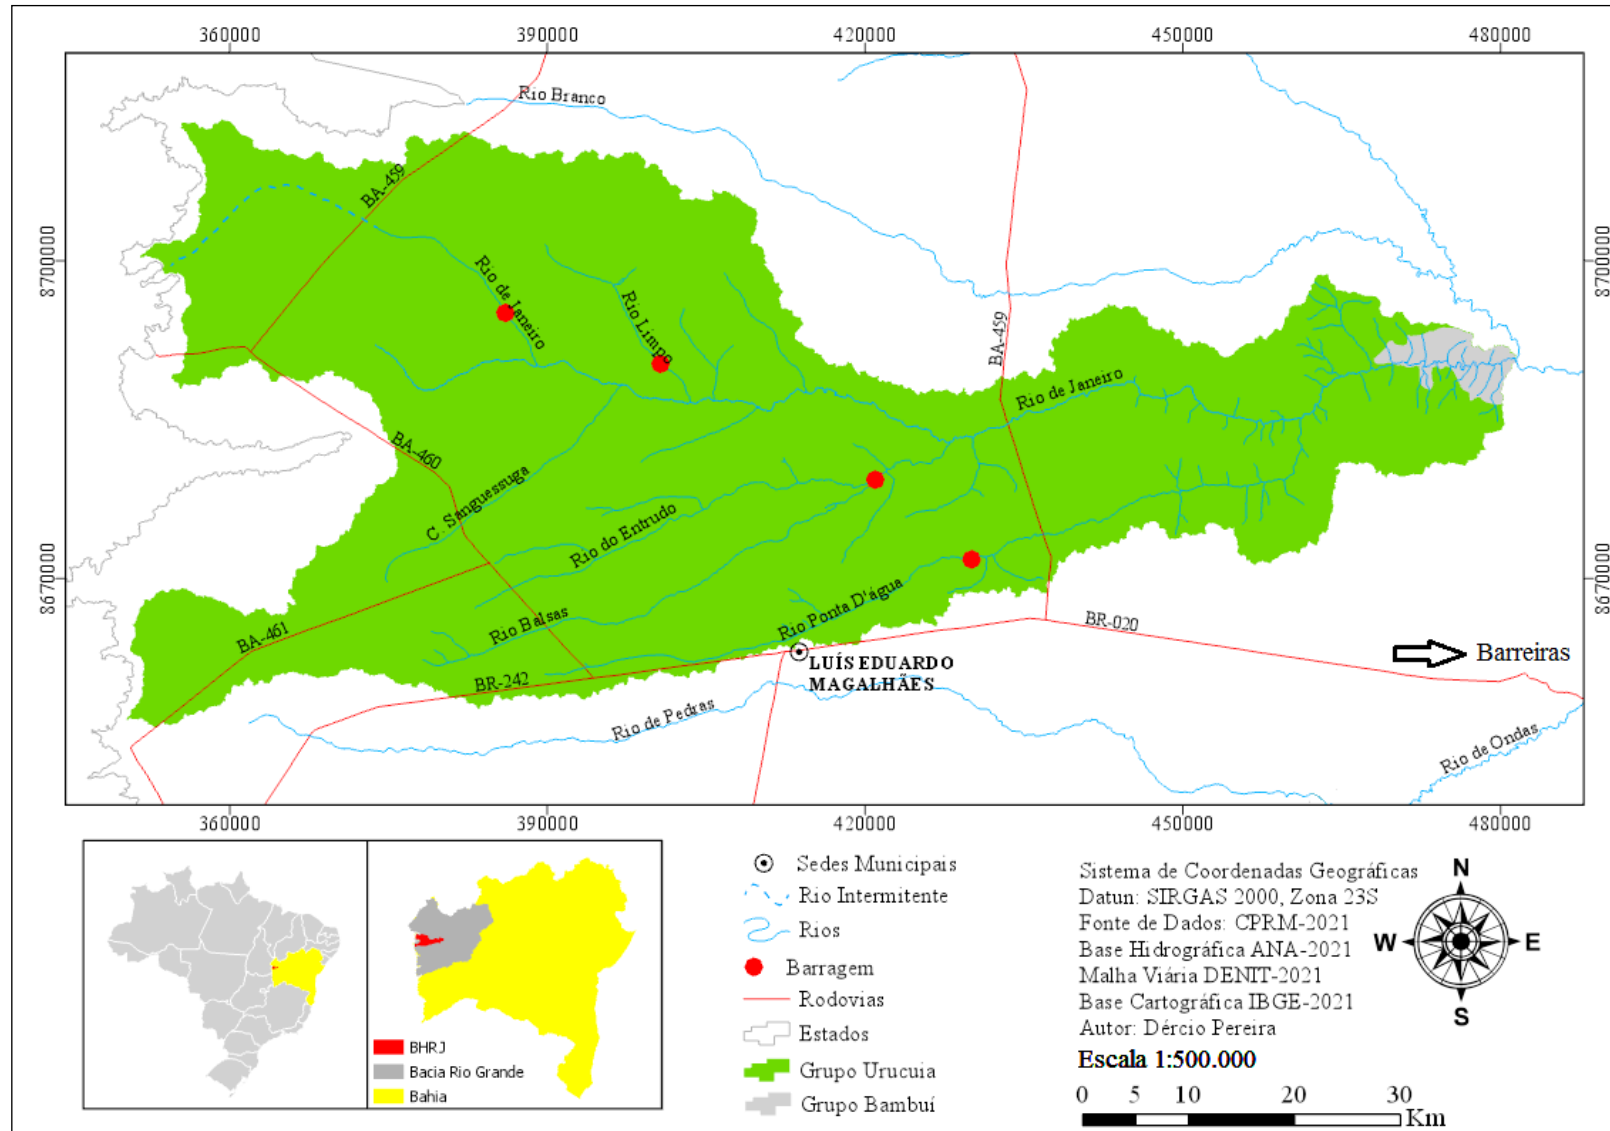 360000
390000
420000
450000
480000
Rio Branco
BA-459
8700000
8700000
Rio de Janeiro
Rio Limpo
BA-459
Rio de Janeiro
BA-460
C. Sanguessuga
Rio do Entrudo
8670000
8670000
Rio Ponta D'água
Rio Balsas
BA-461
BR-020
Barreiras
LUÍS EDUARDO
MAGALHÃES
BR-242
Rio de Pedras
Rio de Ondas
360000
390000
420000
450000
480000
BHRJ
Bacia Rio Grande
Bahia
Sedes Municipais
Rio Intermitente
Rios
Barragem
Rodovias
Estados
Grupo Urucuia
Grupo Bambuí
Sistema de Coordenadas Geográficas
Datun: SIRGAS 2000, Zona 23S
Fonte de Dados: CPRM-2021
Base Hidrográfica ANA-2021
Malha Viária DENIT-2021
Base Cartográfica IBGE-2021
Autor: Dércio Pereira
Escala 1:500.000
0 5 10 20 30
Km
N
W E
S